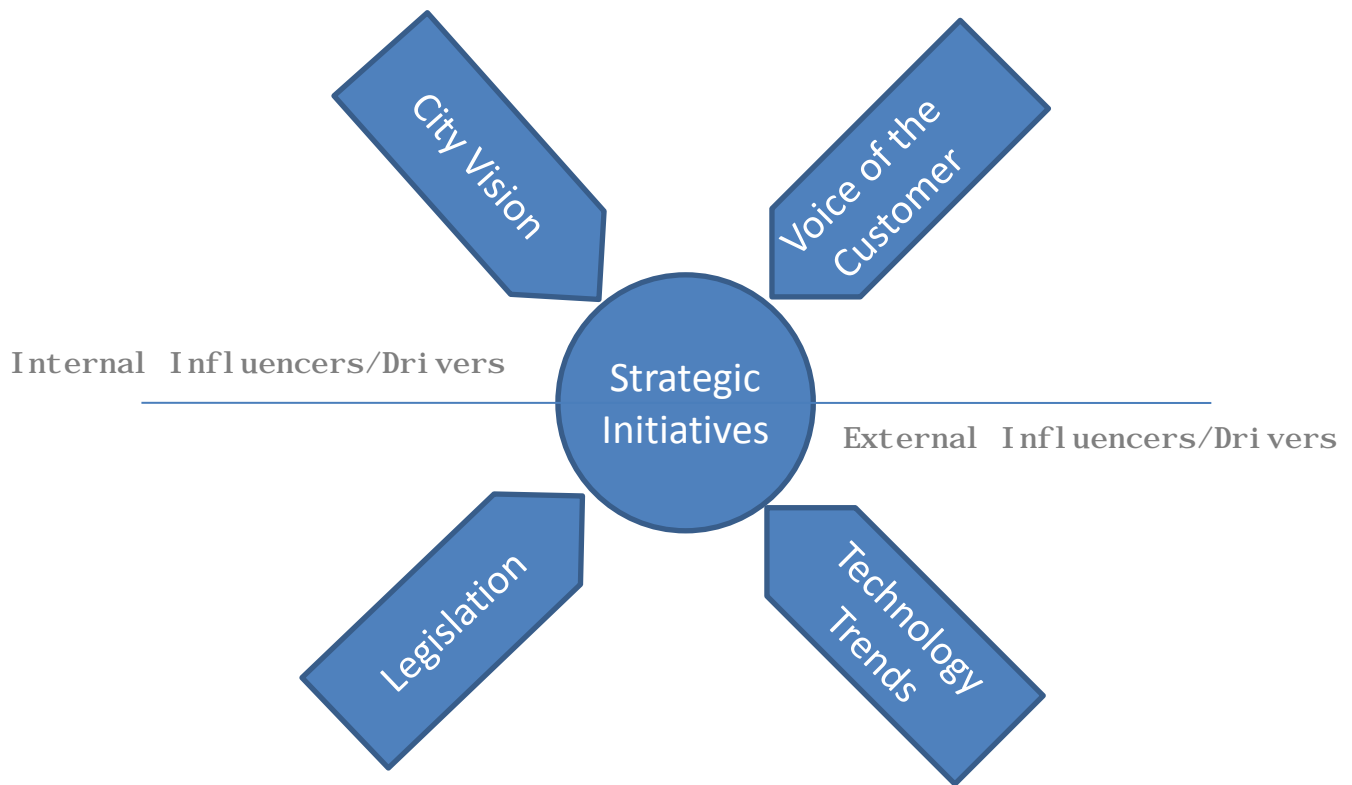 City Vision
Voice of the
Customer
Internal Influencers/Drivers
Strategic
Initiatives
External Influencers/Drivers
Legislation
Technology
Trends